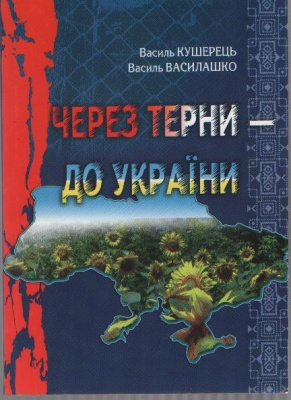 Василь КУШЕРЕЦЬ
Василь ВАСИЛАШКО
ЧЕРЕЗ ТЕРНИ –
ДО УКРАЇНИ